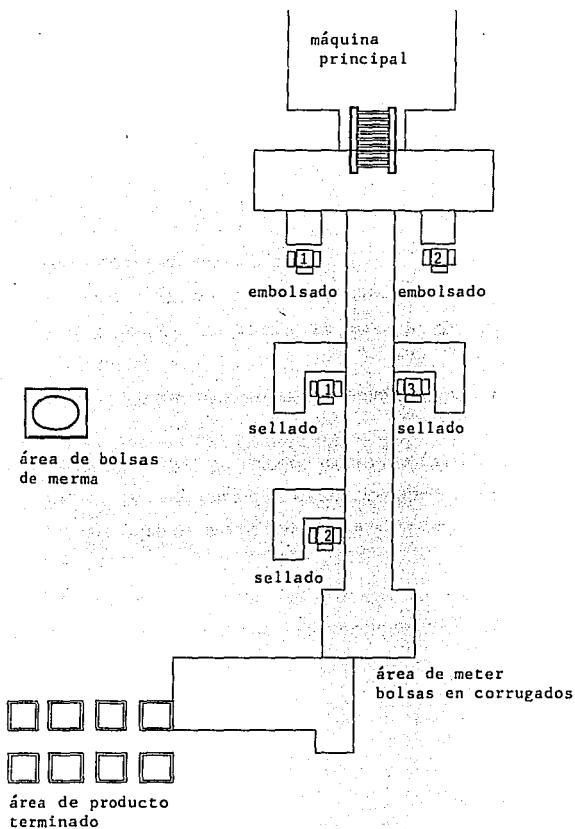 máquina
principal
1
2
embolsado
embolsado
1
3
sellado
sellado
área de bolsas
de merma
2
sellado
área de meter
bolsas en corrugados
área de producto
terminado